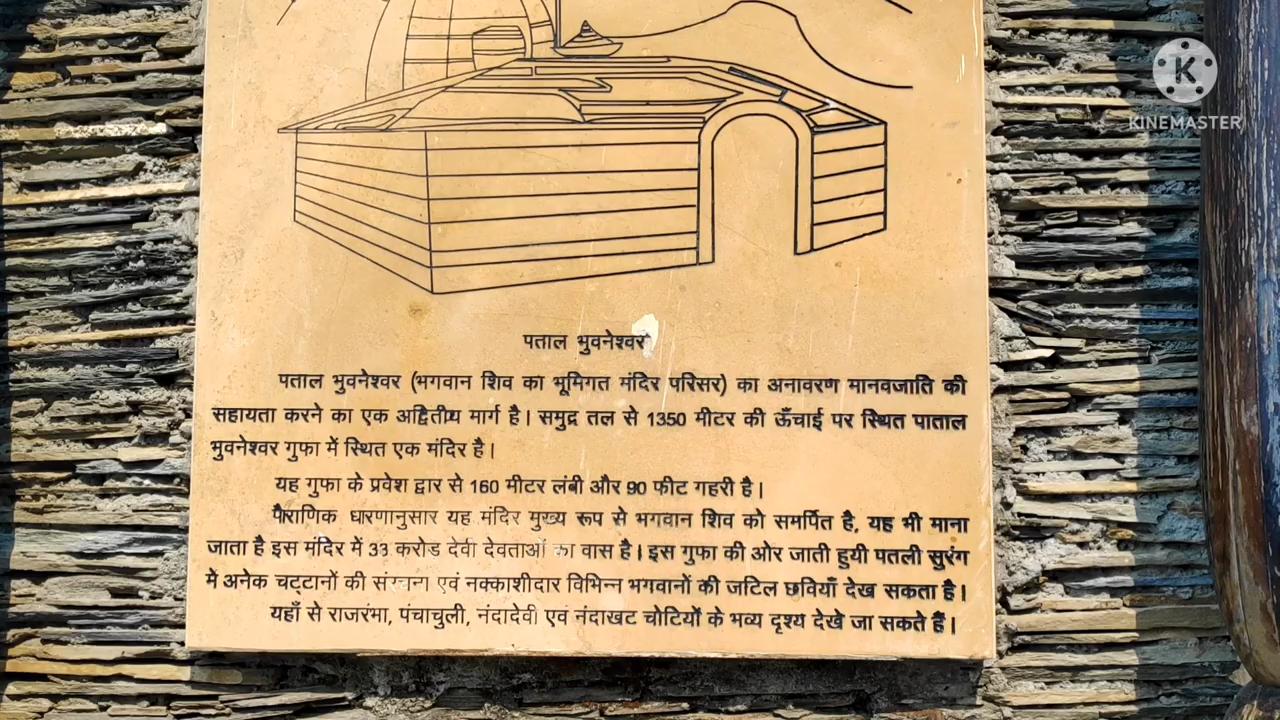 KINEMASTER
पताल भुवनेश्वर
पताल भुवनेश्वर (भगवान शिव का भूमिगत मंदिर परिसर) का अनावरण मानवजाति की
सहायता करने का एक अद्वितीय मार्ग है। समुद्र तल से 1350 मीटर की ऊँचाई पर स्थित पाताल
भुवनेश्वर गुफा में स्थित एक मंदिर है।
यह गुफा के प्रवेश द्वार से 160 मीटर लंबी और 90 फीट गहरी है।
पैराणिक धारणानुसार यह मंदिर मुख्य रूप से भगवान शिव को समर्पित है, यह भी माना
जाता है इस मंदिर में 33 करोड देवी देवताओं का वास है। इस गुफा की ओर जाती हुयी पतली सुरंग
मे अनेक चट्टानों की संरचना एवं नक्काशीदार विभिन्न भगवानों की जटिल छवियाँ देख सकता है।
यहाँ से राजरंभा, पंचाचुली, नंदादेवी एवं नंदाखट चोटियों के भव्य दृश्य देखे जा सकते हैं।